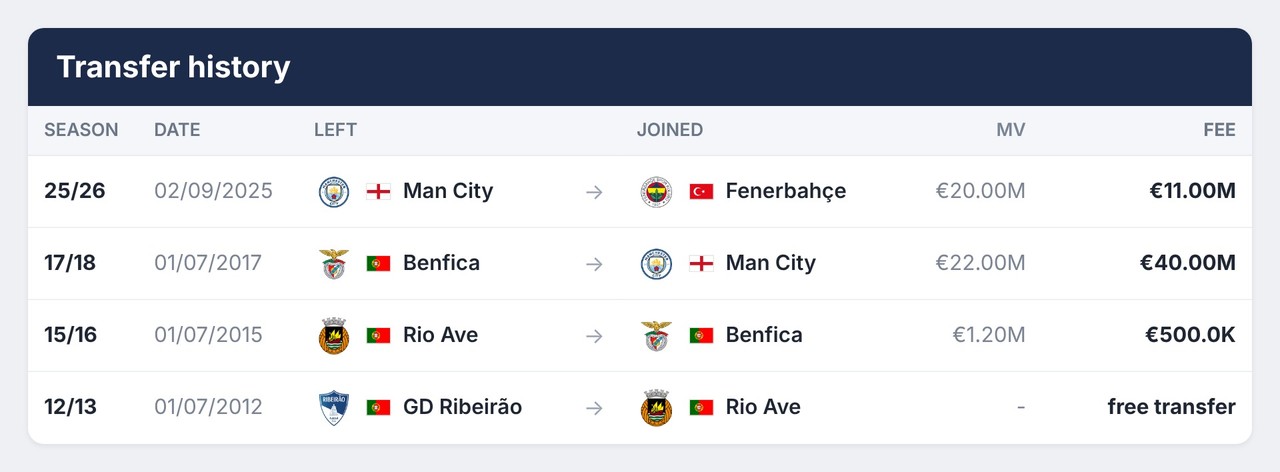 Transfer history
SEASON DATE LEFT JOINED MV FEE
25/26 02/09/2025 Man City → Fenerbahçe €20.00M €11.00M
17/18 01/07/2017 Benfica → Man City €22.00M €40.00M
15/16 01/07/2015 Rio Ave → Benfica €1.20M €500.0K
12/13 01/07/2012 RIBEIRÃO GD Ribeirão → Rio Ave - free transfer